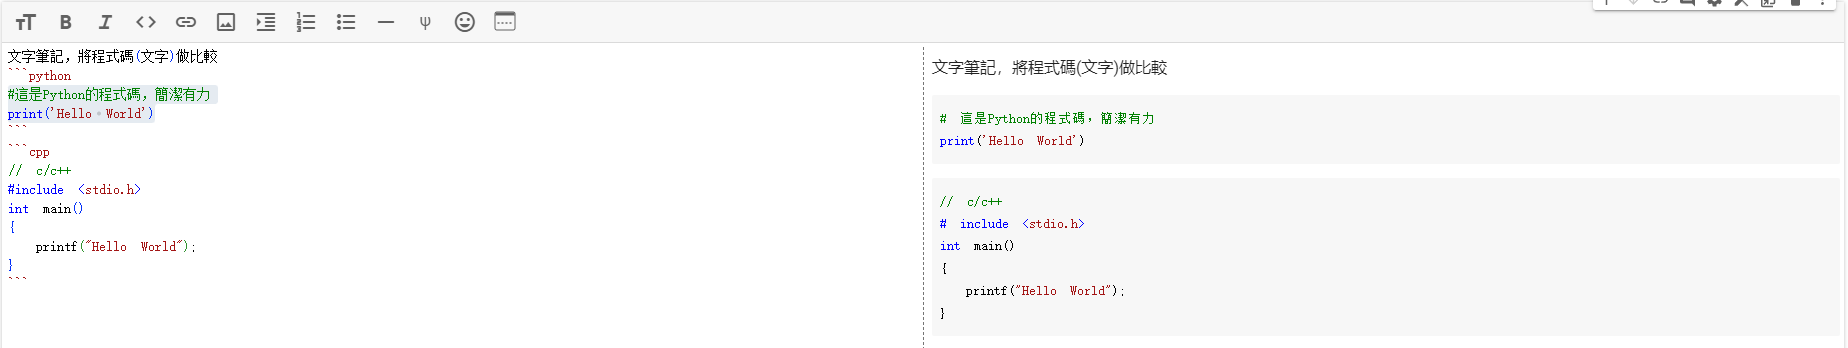 文字筆記，將程式碼(文字)做比較
```python
#這是Python的程式碼，簡潔有力
print('Hello World')
```
```cpp
// c/c++
#include <stdio.h>
int main()
{
    printf("Hello World");
}
```
文字筆記，將程式碼(文字)做比較
# 這是Python的程式碼，簡潔有力
print('Hello World')
// c/c++
# include <stdio.h>
int main()
{
    printf("Hello World");
}